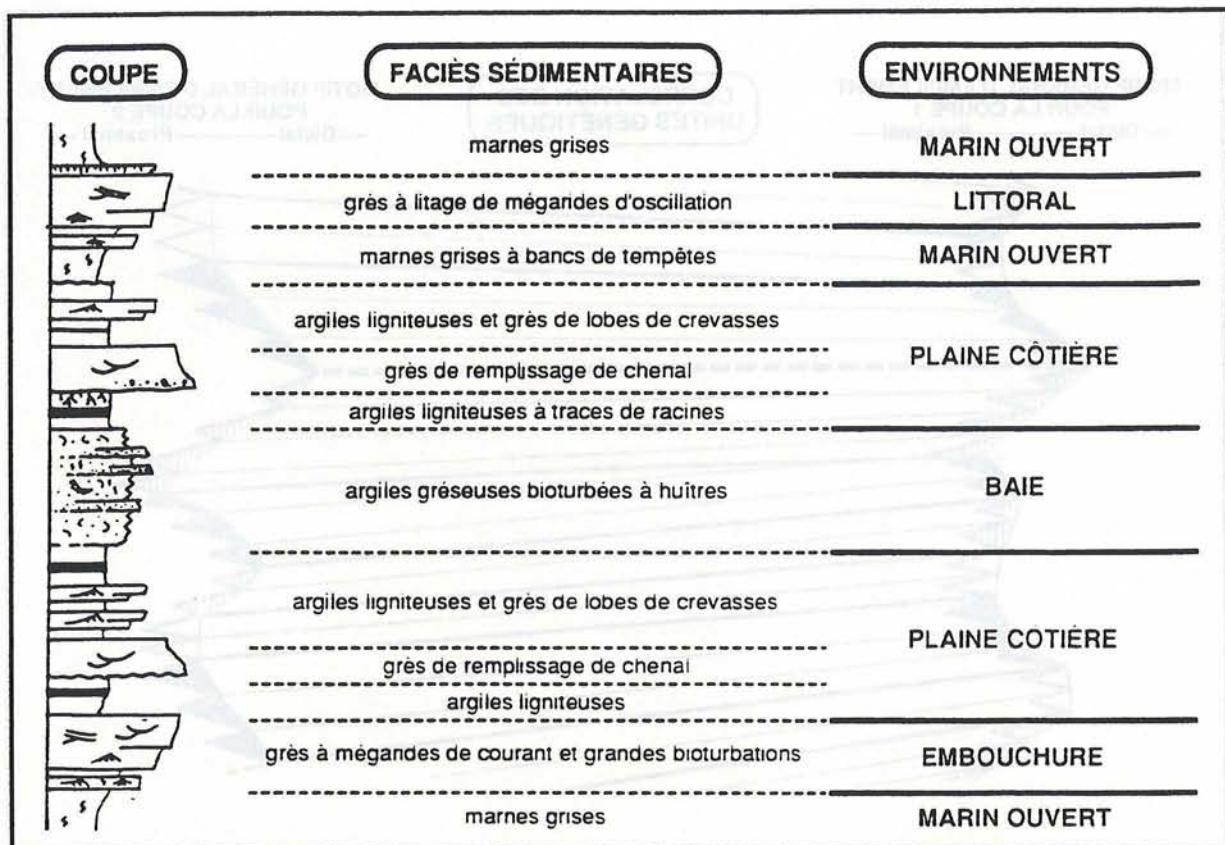 COUPE
FACIÈS SÉDIMENTAIRES
ENVIRONNEMENTS
marnes grises
MARIN OUVERT
grès à litage de mégarides d'oscillation
LITTORAL
marnes grises à bancs de tempêtes
MARIN OUVERT
argiles ligniteuses et grès de lobes de crevasses
PLAINE CÔTIÈRE
grès de remplissage de chenal
argiles ligniteuses à traces de racines
argiles gréseuses bioturbées à huîtres
BAIE
argiles ligniteuses et grès de lobes de crevasses
PLAINE CÔTIÈRE
grès de remplissage de chenal
argiles ligniteuses
grès à mégarides de courant et grandes bioturbations
EMBOUCHURE
marnes grises
MARIN OUVERT